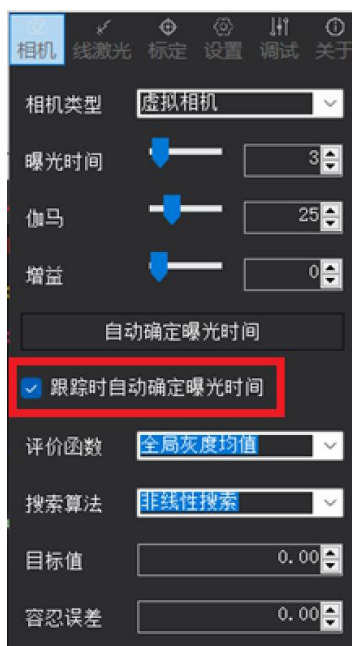 相机 线激光 标定 设置 调试 关于
相机类型 虚拟相机
曝光时间 3
伽马 25
增益 0
自动确定曝光时间
跟踪时自动确定曝光时间
评价函数 全局灰度均值
搜索算法 非线性搜索
目标值 0.00
容忍误差 0.00